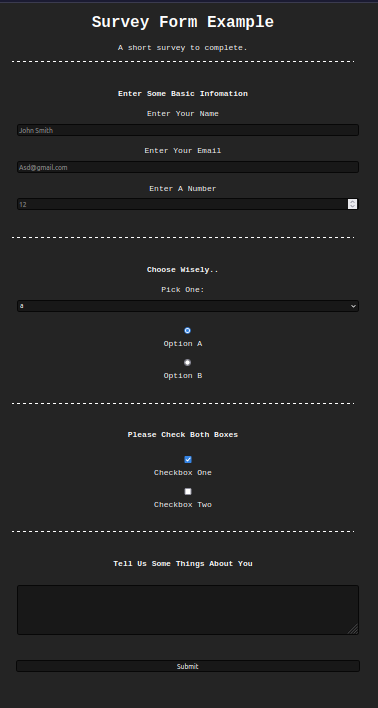 Survey Form Example
A short survey to complete.
Enter Some Basic Infomation
Enter Your Name
John Smith
Enter Your Email
Asd@gmail.com
Enter A Number
12
Choose Wisely..
Pick One:
a
Option A
Option B
Please Check Both Boxes
Checkbox One
Checkbox Two
Tell Us Some Things About You
Submit